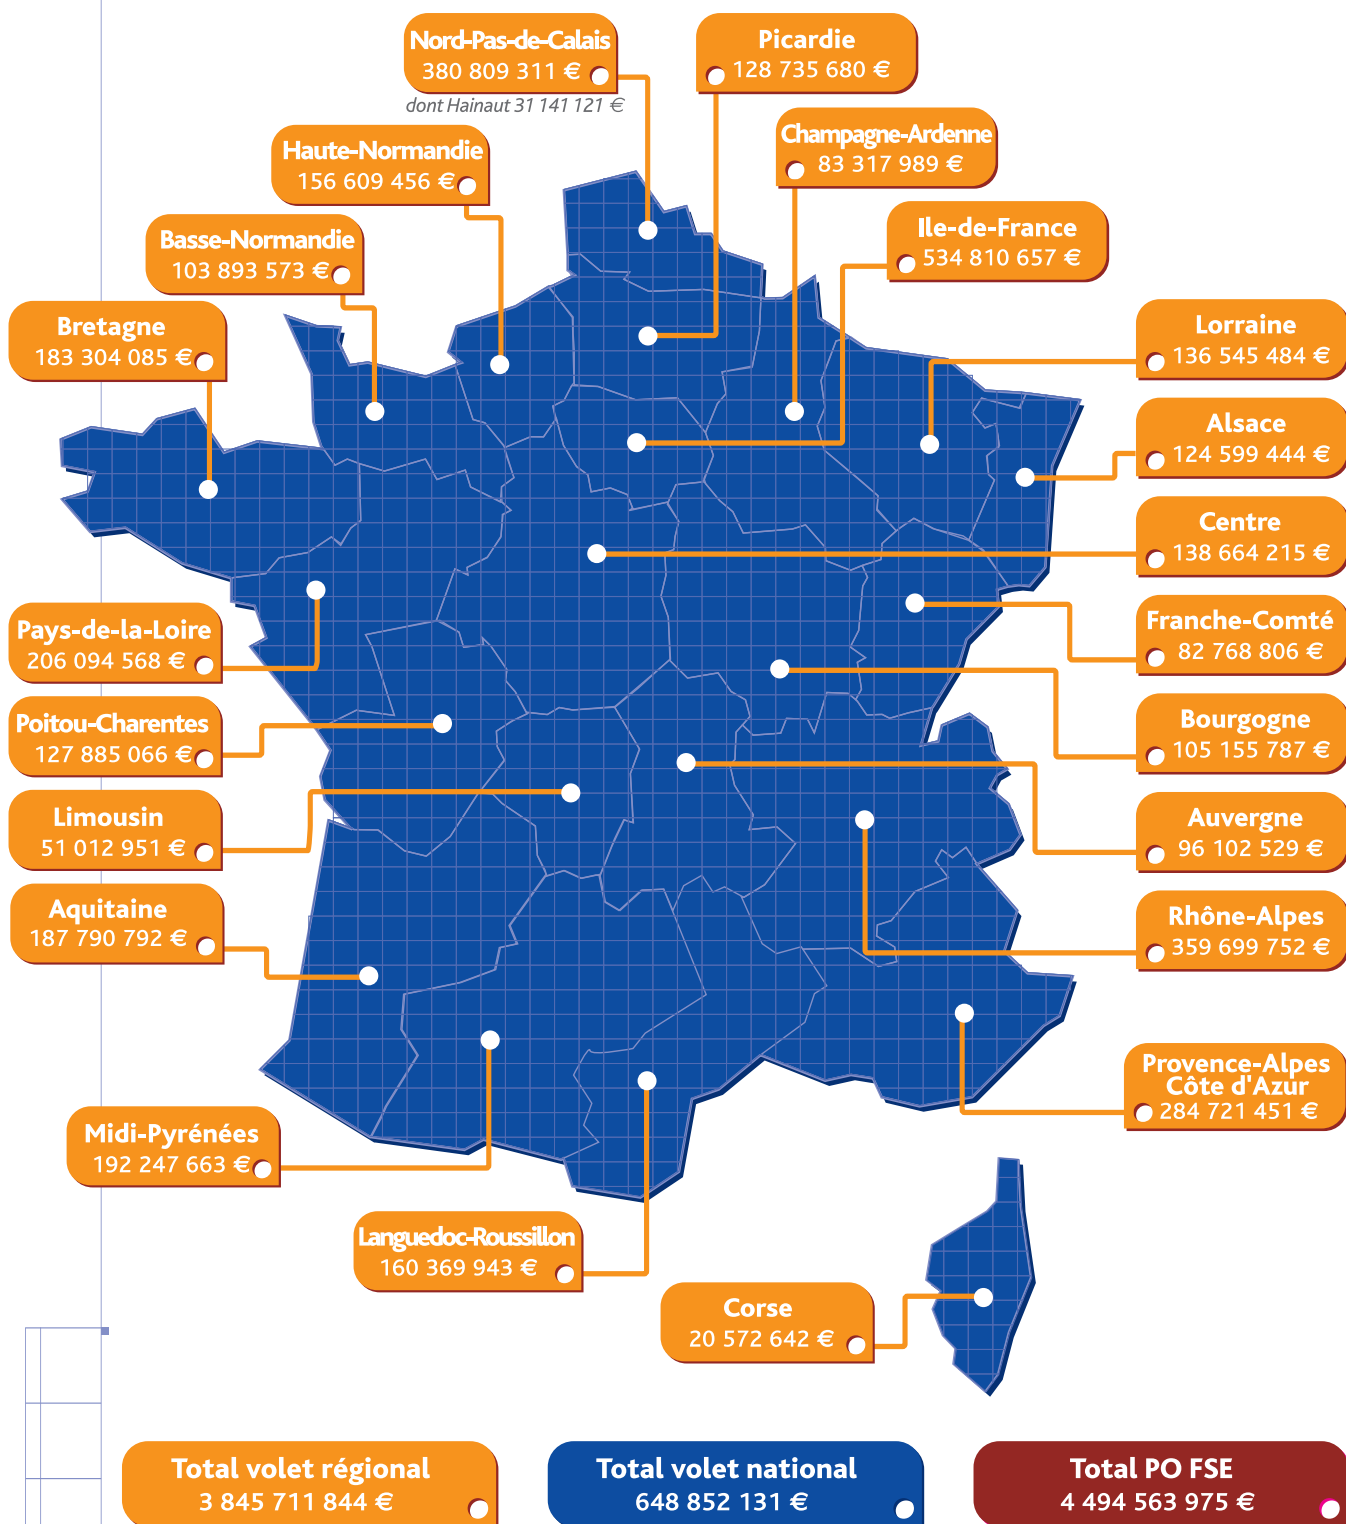 Nord-Pas-de-Calais
380 809 311 €
dont Hainaut 31 141 121 €
Picardie
128 735 680 €
Champagne-Ardenne
83 317 989 €
Haute-Normandie
156 609 456 €
Ile-de-France
534 810 657 €
Basse-Normandie
103 893 573 €
Bretagne
183 304 085 €
Lorraine
136 545 484 €
Alsace
124 599 444 €
Centre
138 664 215 €
Franche-Comté
82 768 806 €
Pays-de-la-Loire
206 094 568 €
Bourgogne
105 155 787 €
Poitou-Charentes
127 885 066 €
Limousin
51 012 951 €
Auvergne
96 102 529 €
Aquitaine
187 790 792 €
Rhône-Alpes
359 699 752 €
Provence-Alpes
Côte d'Azur
284 721 451 €
Midi-Pyrénées
192 247 663 €
Languedoc-Roussillon
160 369 943 €
Corse
20 572 642 €
Total volet régional
3 845 711 844 €
Total volet national
648 852 131 €
Total PO FSE
4 494 563 975 €